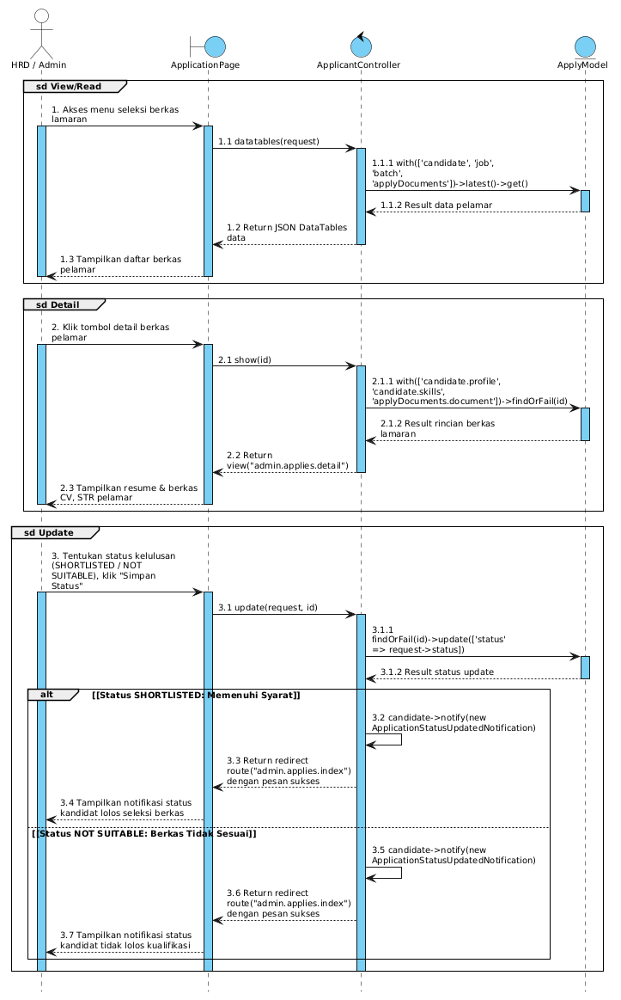 HRD / Admin
ApplicationPage
ApplicantController
ApplyModel
sd View/Read
1. Akses menu seleksi berkas
lamaran
1.1 datatables(request)
1.1.1 with(['candidate', 'job',
'batch',
'applyDocuments'])->latest()->get()
1.1.2 Result data pelamar
1.2 Return JSON DataTables
data
1.3 Tampilkan daftar berkas
pelamar
sd Detail
2. Klik tombol detail berkas
pelamar
2.1 show(id)
2.1.1 with(['candidate.profile',
'candidate.skills',
'applyDocuments.document'])->findOrFail(id)
2.1.2 Result rincian berkas
lamaran
2.2 Return
view("admin.applies.detail")
2.3 Tampilkan resume & berkas
CV, STR pelamar
sd Update
3. Tentukan status kelulusan
(SHORTLISTED / NOT
SUITABLE), klik "Simpan
Status"
3.1 update(request, id)
3.1.1
findOrFail(id)->update(['status'
=> request->status])
3.1.2 Result status update
alt
[[Status SHORTLISTED: Memenuhi Syarat]]
3.2 candidate->notify(new
ApplicationStatusUpdatedNotification)
3.3 Return redirect
route("admin.applies.index")
dengan pesan sukses
3.4 Tampilkan notifikasi status
kandidat lolos seleksi berkas
[[Status NOT SUITABLE: Berkas Tidak Sesuai]]
3.5 candidate->notify(new
ApplicationStatusUpdatedNotification)
3.6 Return redirect
route("admin.applies.index")
dengan pesan sukses
3.7 Tampilkan notifikasi status
kandidat tidak lolos kualifikasi